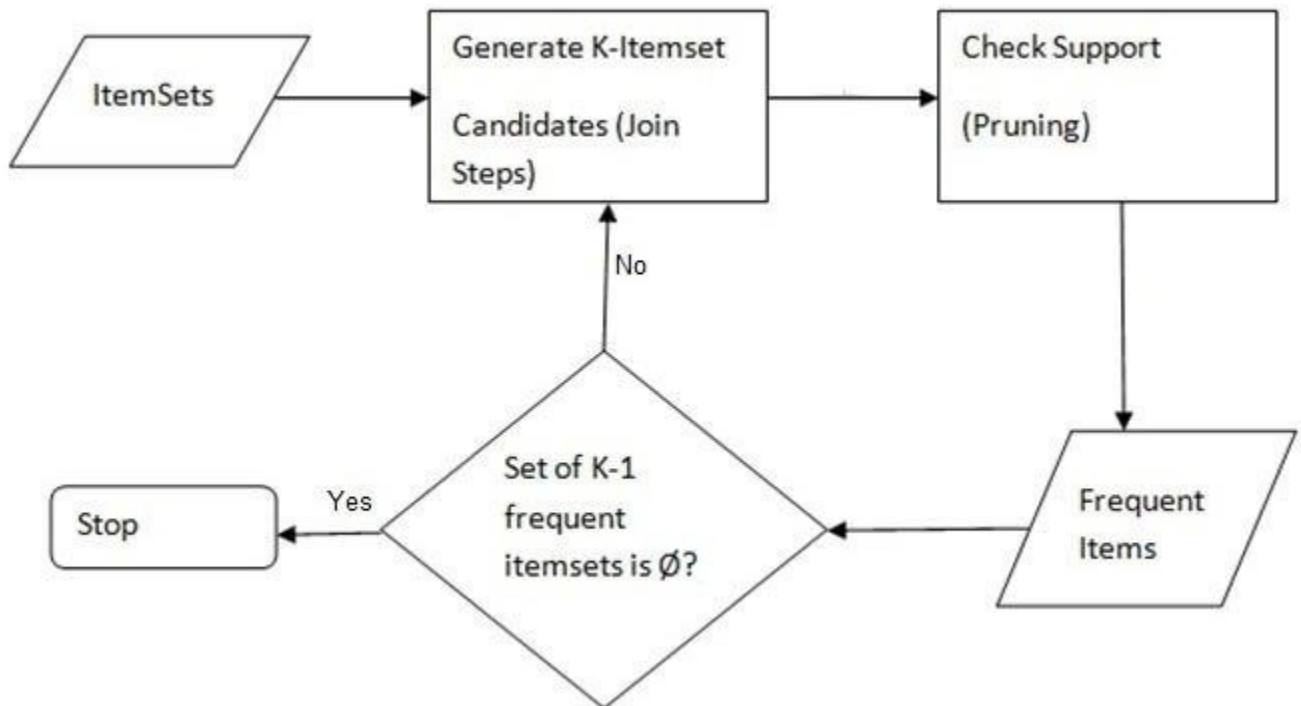 ItemSets
Generate K-Itemset
Candidates (Join
Steps)
Check Support
(Pruning)
No
Set of K-1
frequent
itemsets is Ø?
Yes
Stop
Frequent
Items